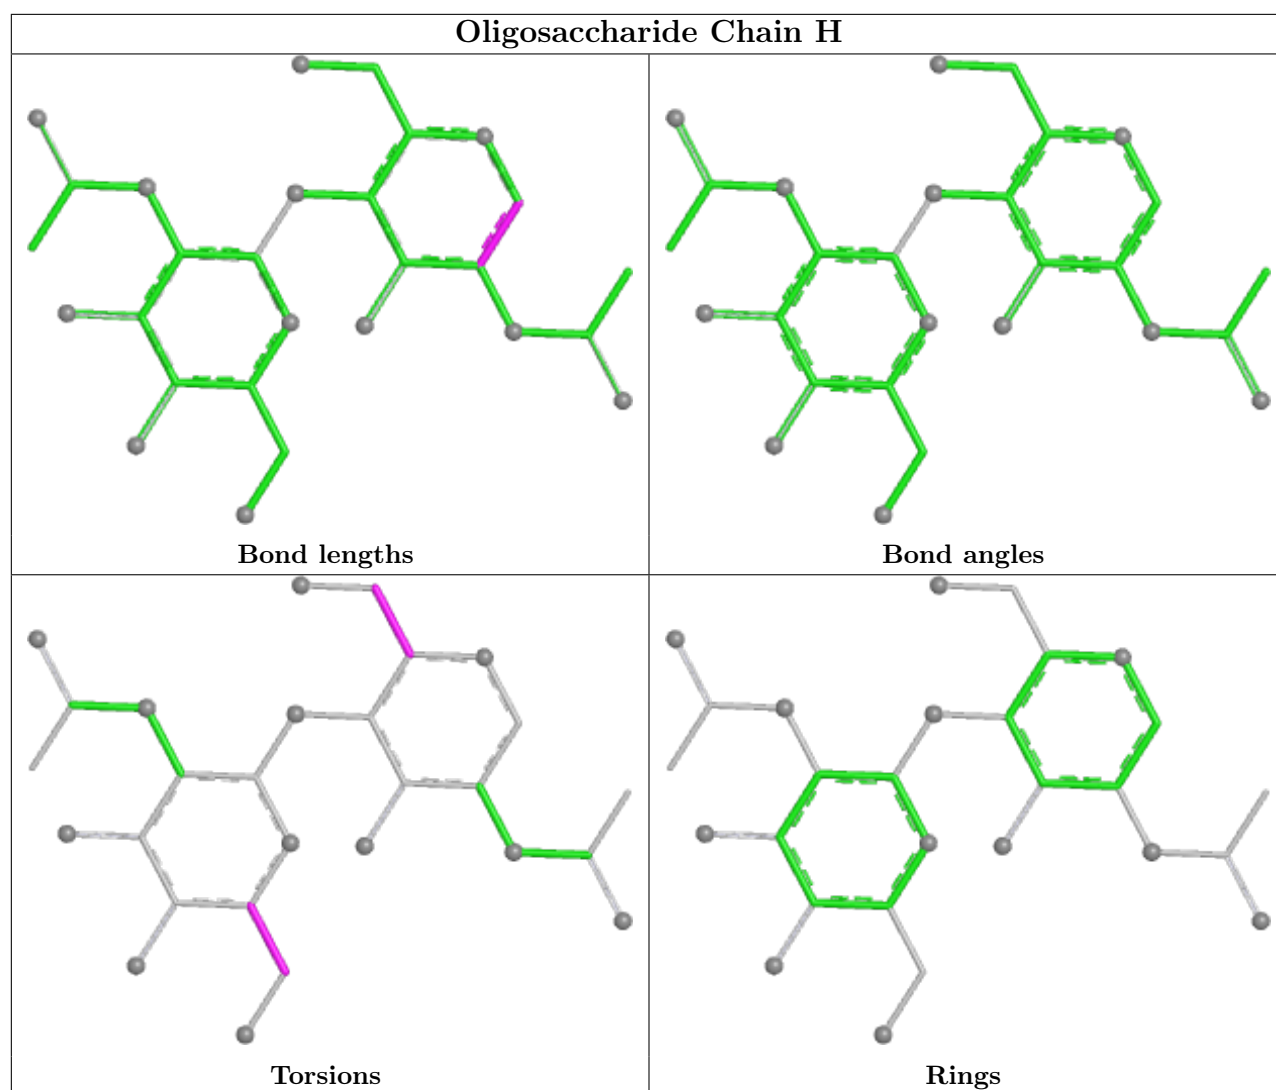 Oligosaccharide Chain H
Bond lengths
Bond angles
Torsions
Rings